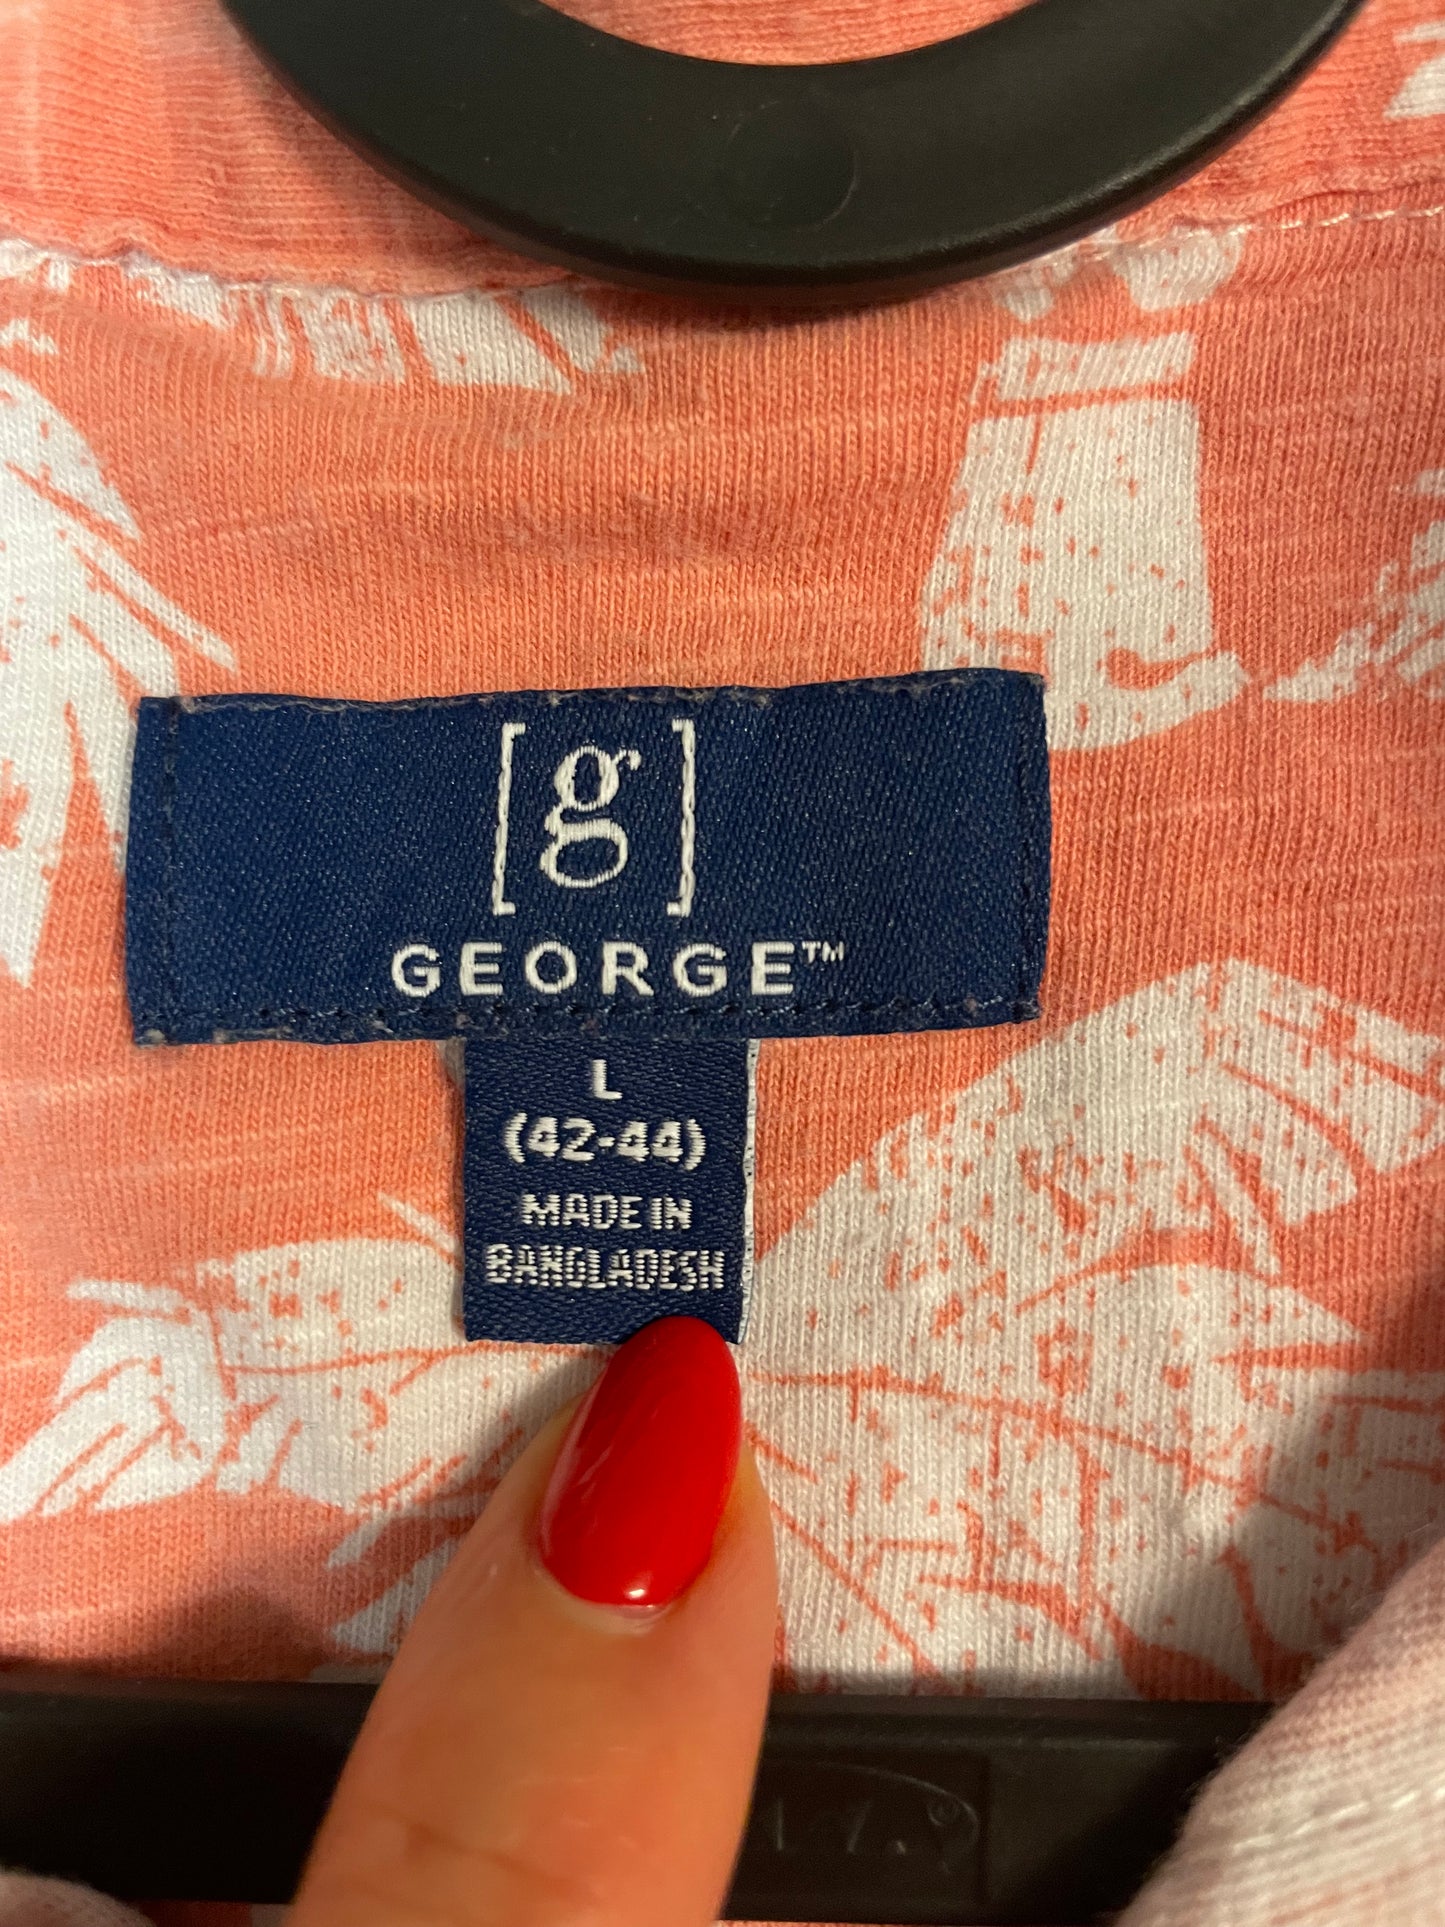 [g]
GEORGE™
L
(42-44)
MADE IN
BANGLADESH